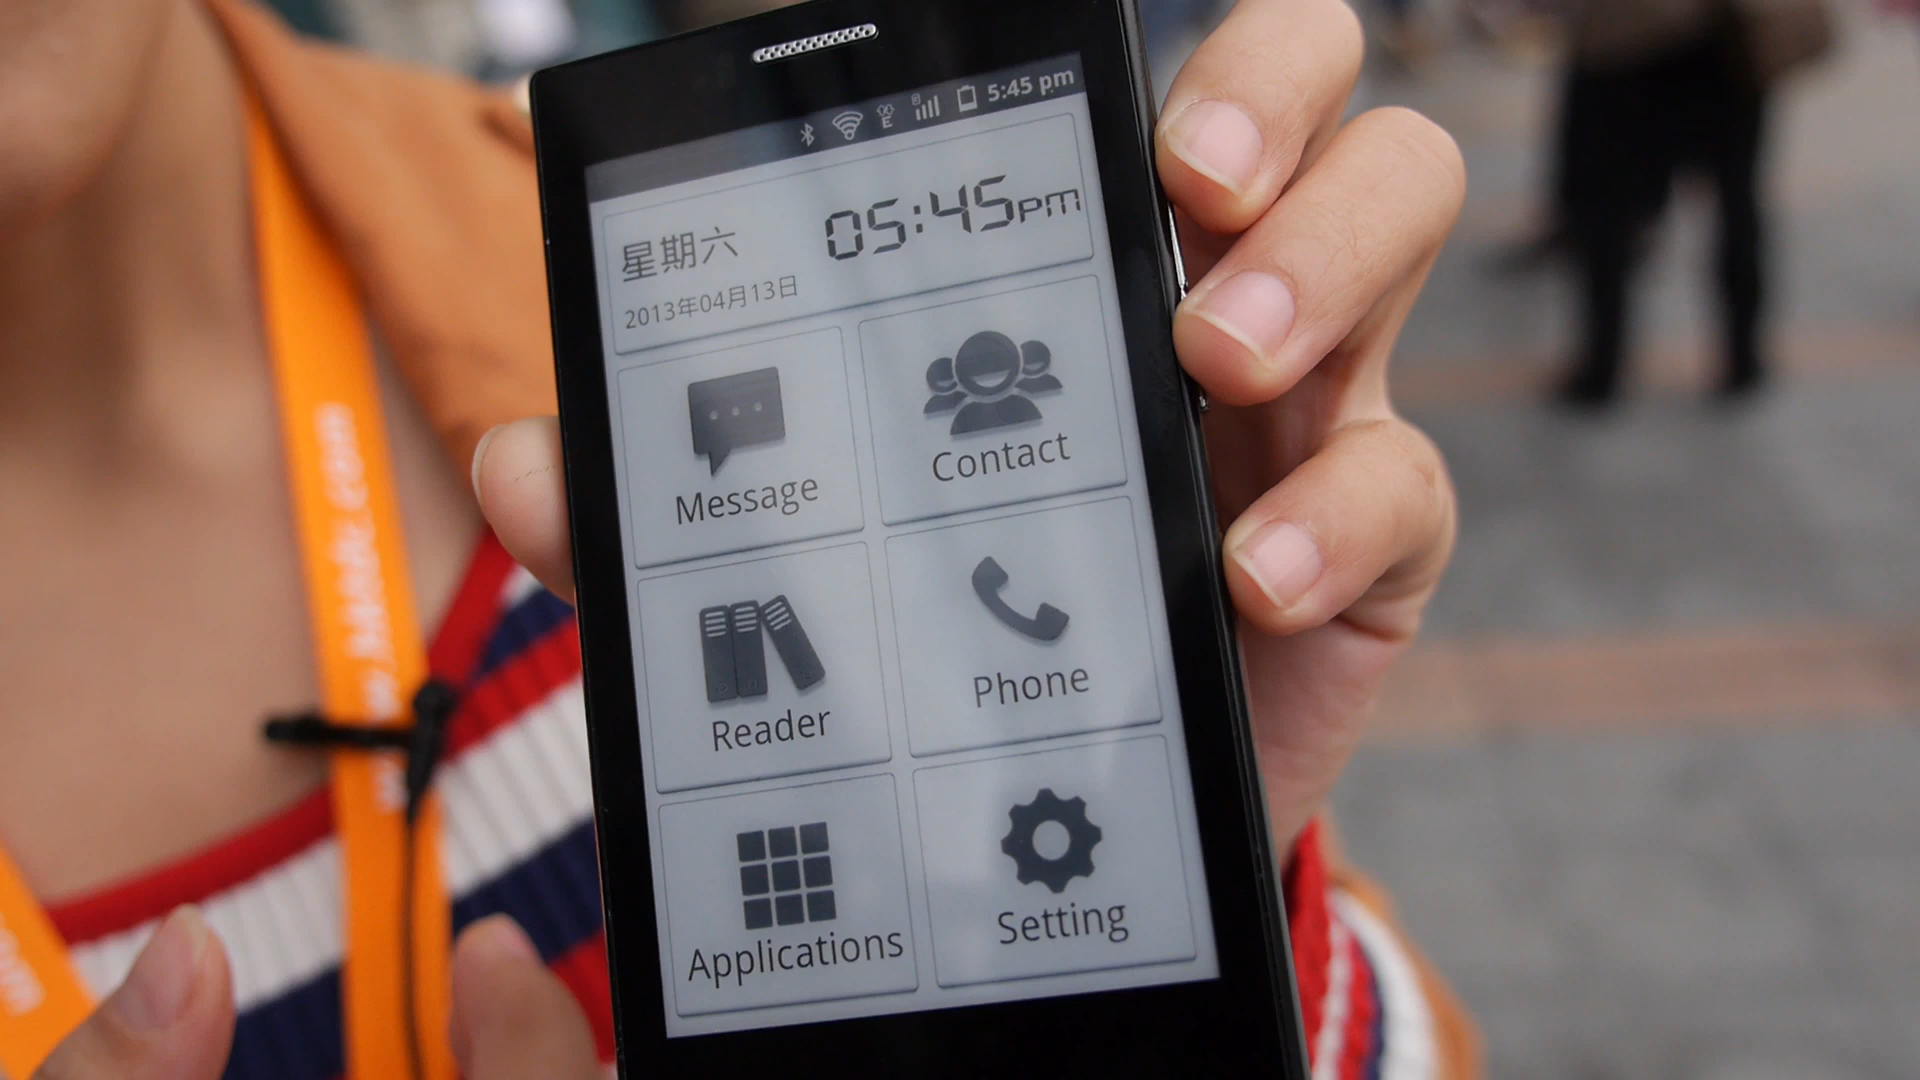 5:45 pm
星期六
05:45PM
2013年04月13日
Message
Contact
Reader
Phone
Applications
Setting